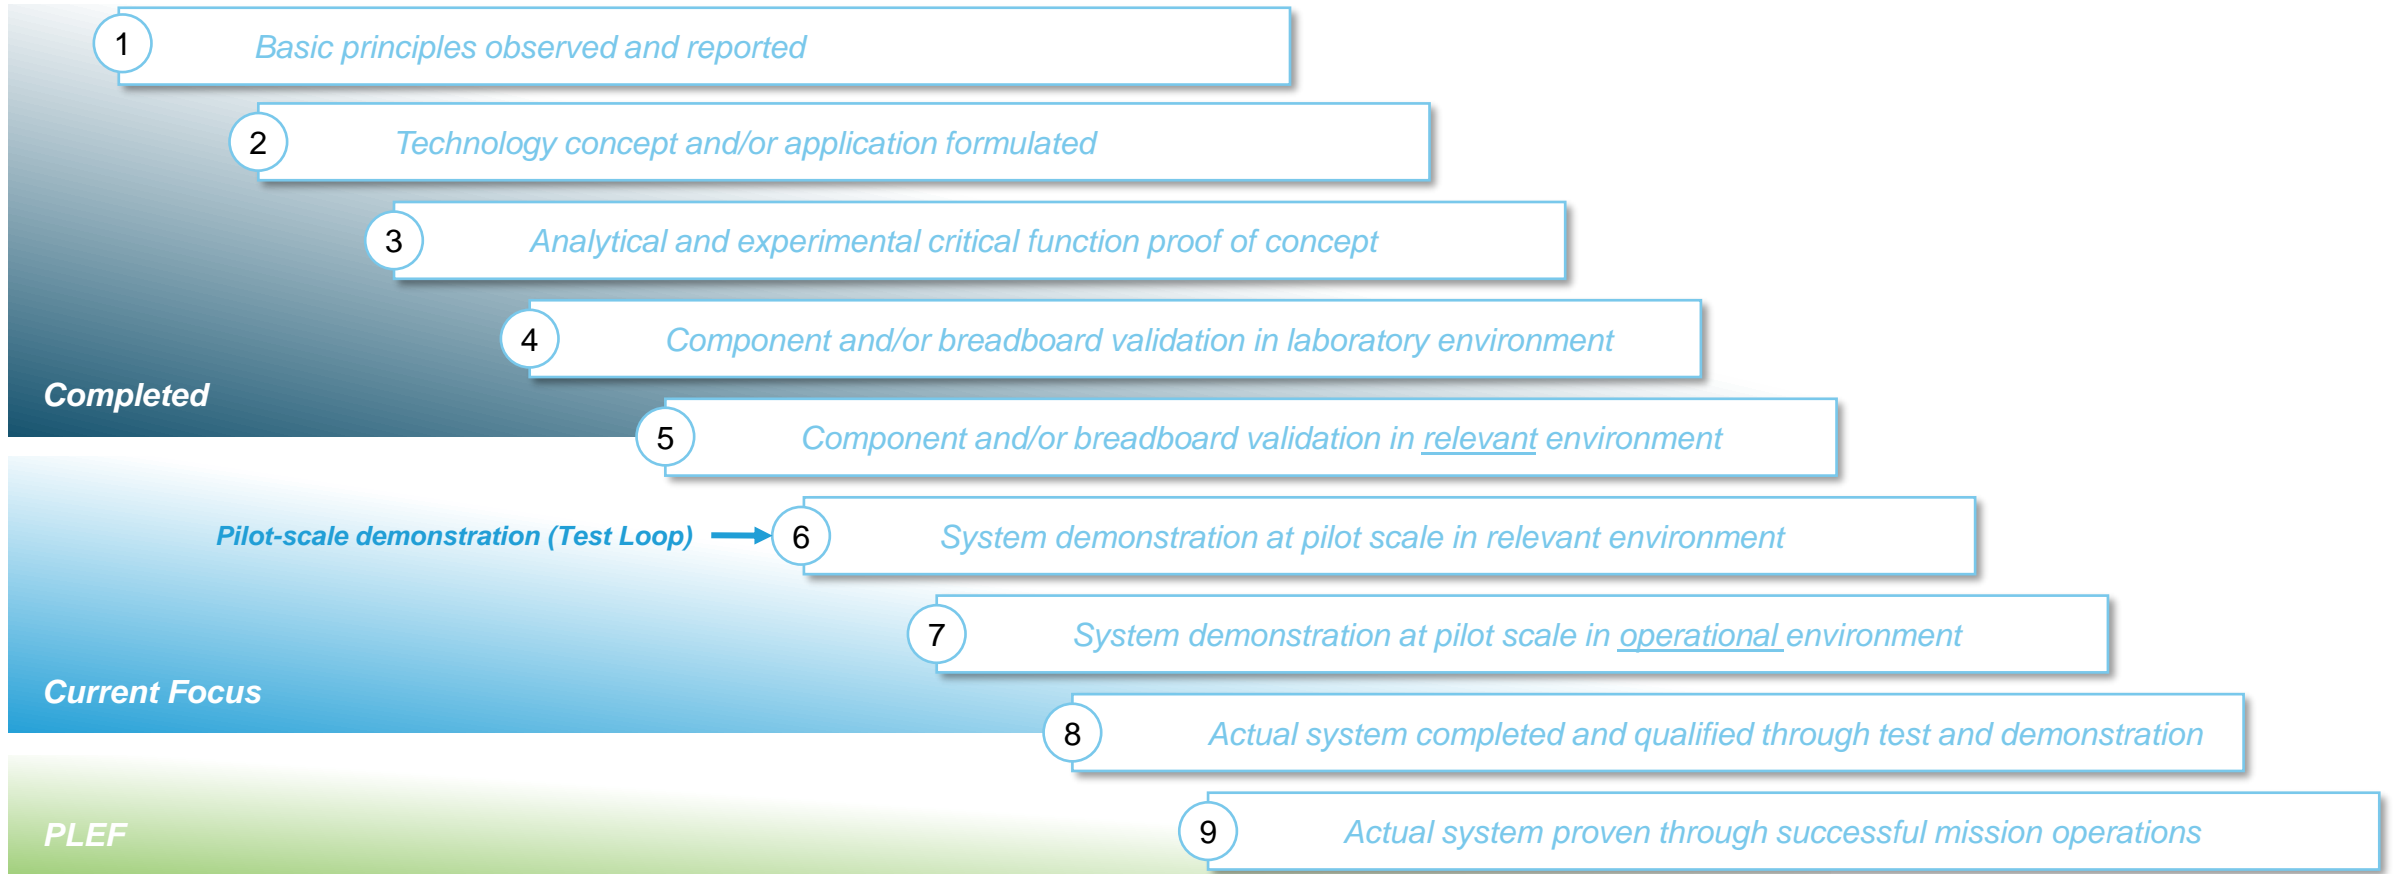 1 Basic principles observed and reported
2 Technology concept and/or application formulated
3 Analytical and experimental critical function proof of concept
4 Component and/or breadboard validation in laboratory environment
Completed
5 Component and/or breadboard validation in relevant environment
Pilot-scale demonstration (Test Loop) 6 System demonstration at pilot scale in relevant environment
7 System demonstration at pilot scale in operational environment
Current Focus
8 Actual system completed and qualified through test and demonstration
PLEF
9 Actual system proven through successful mission operations